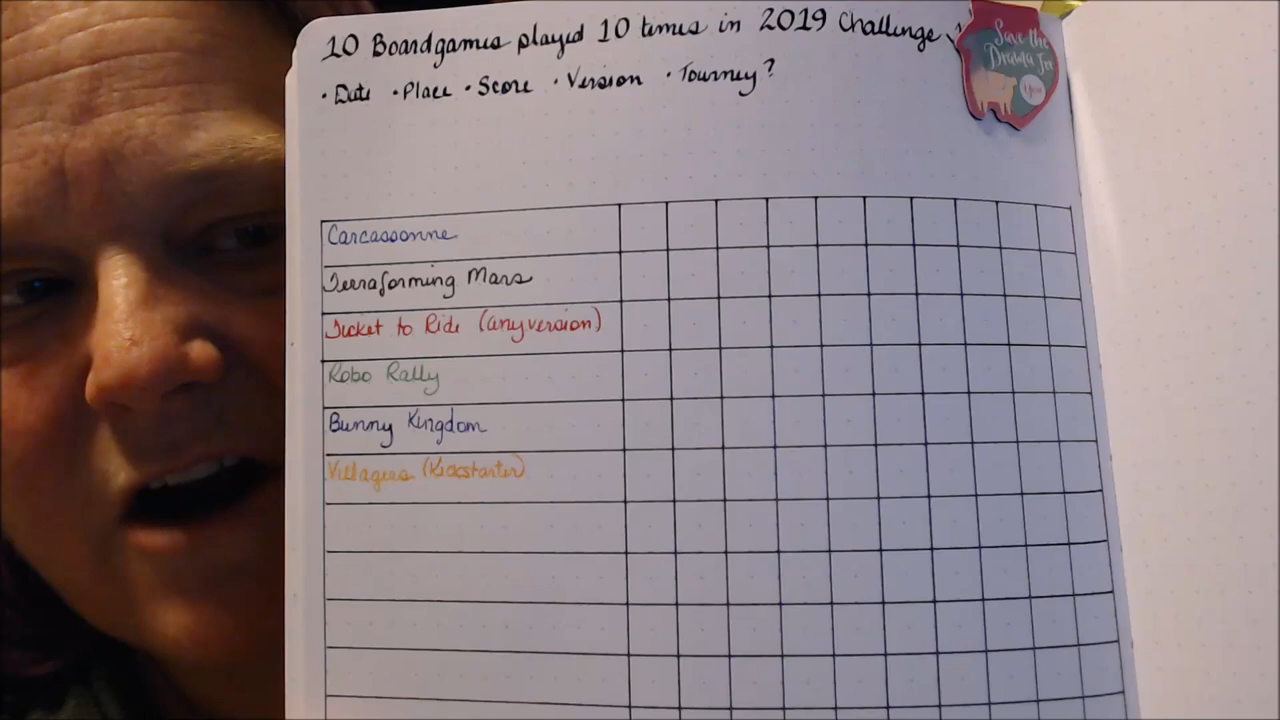 10 Boardgames played 10 times in 2019 Challenge
• Date • Place • Score • Version • Tourney?
Save the
Drama For
You
Carcassonne
Terraforming Mars
Ticket to Ride (any version)
Robo Rally
Bunny Kingdom
Villagers (Kickstarter)